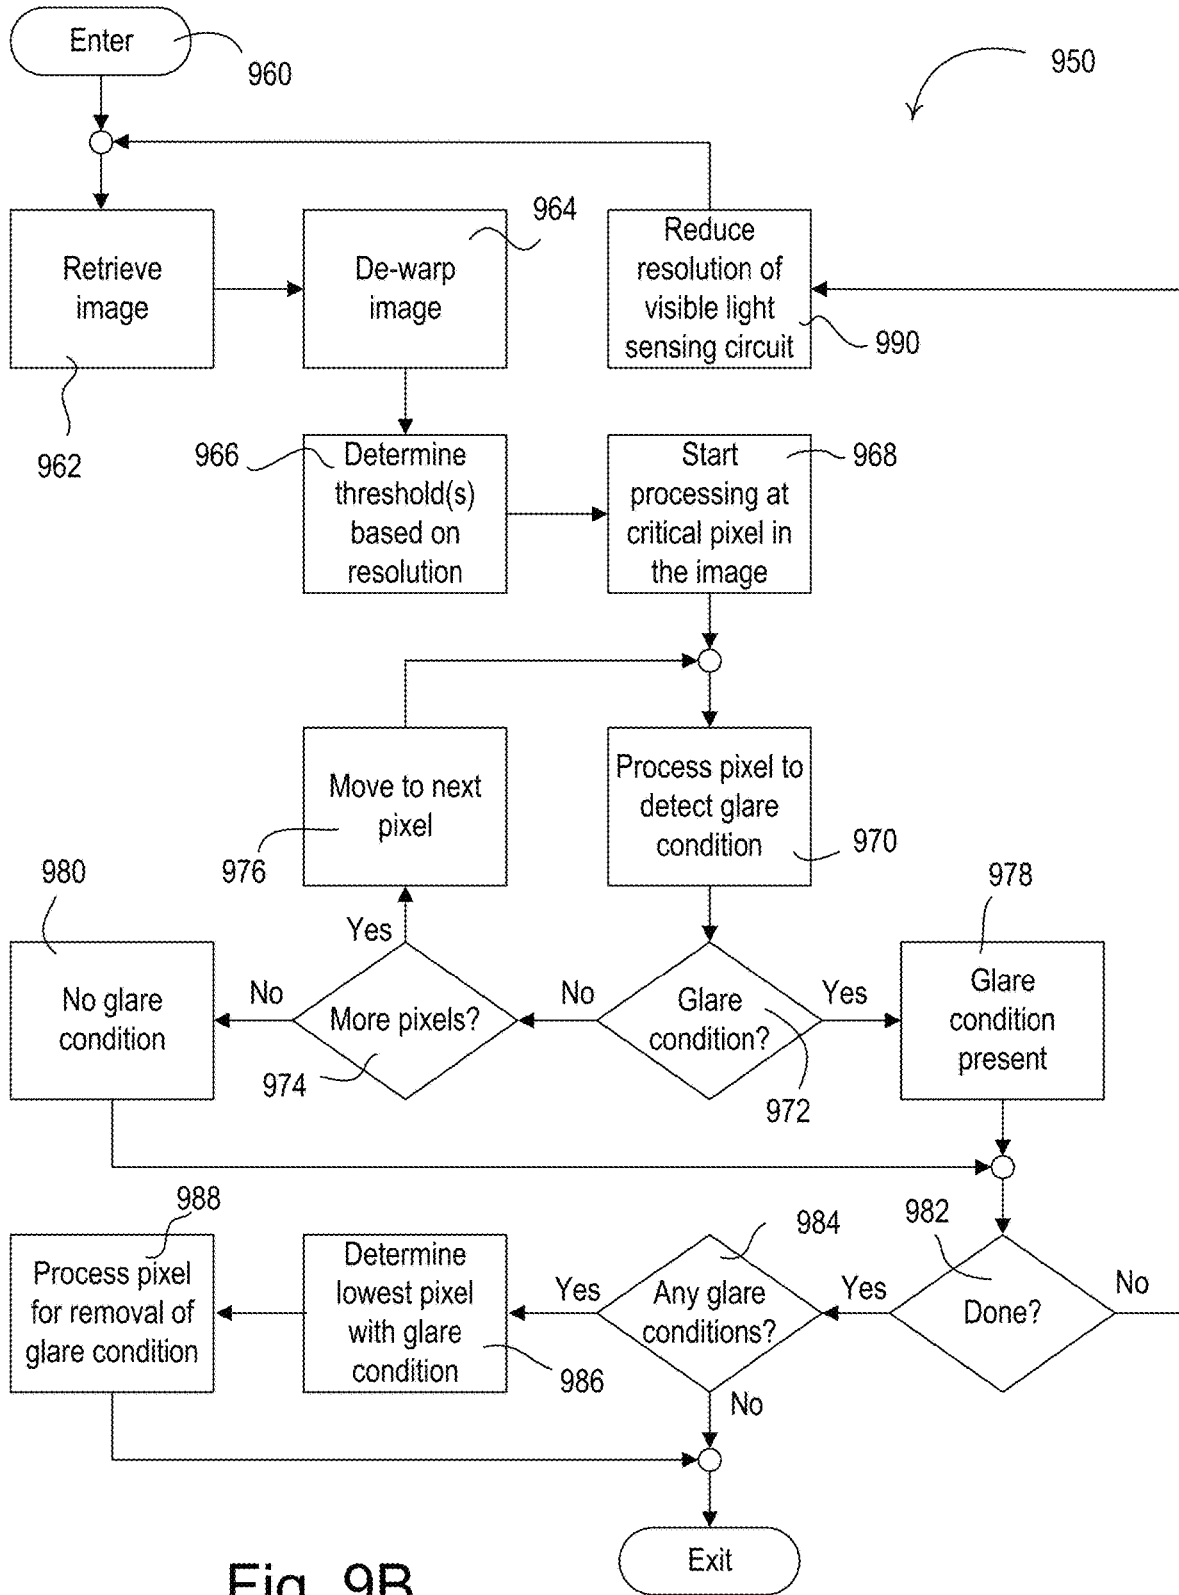 Enter
960
950
Retrieve
image
962
De-warp
image
964
Reduce
resolution of
visible light
sensing circuit
990
966
Determine
threshold(s)
based on
resolution
Start
processing at
critical pixel in
the image
968
Move to next
pixel
976
Process pixel to
detect glare
condition
970
980
No glare
condition
No
Yes
More pixels?
974
No
Glare
condition?
972
Yes
978
Glare
condition
present
988
Process pixel
for removal of
glare condition
Determine
lowest pixel
with glare
condition
986
Yes
984
Any glare
conditions?
No
Yes
982
Done?
No
Exit
Fig. 9B